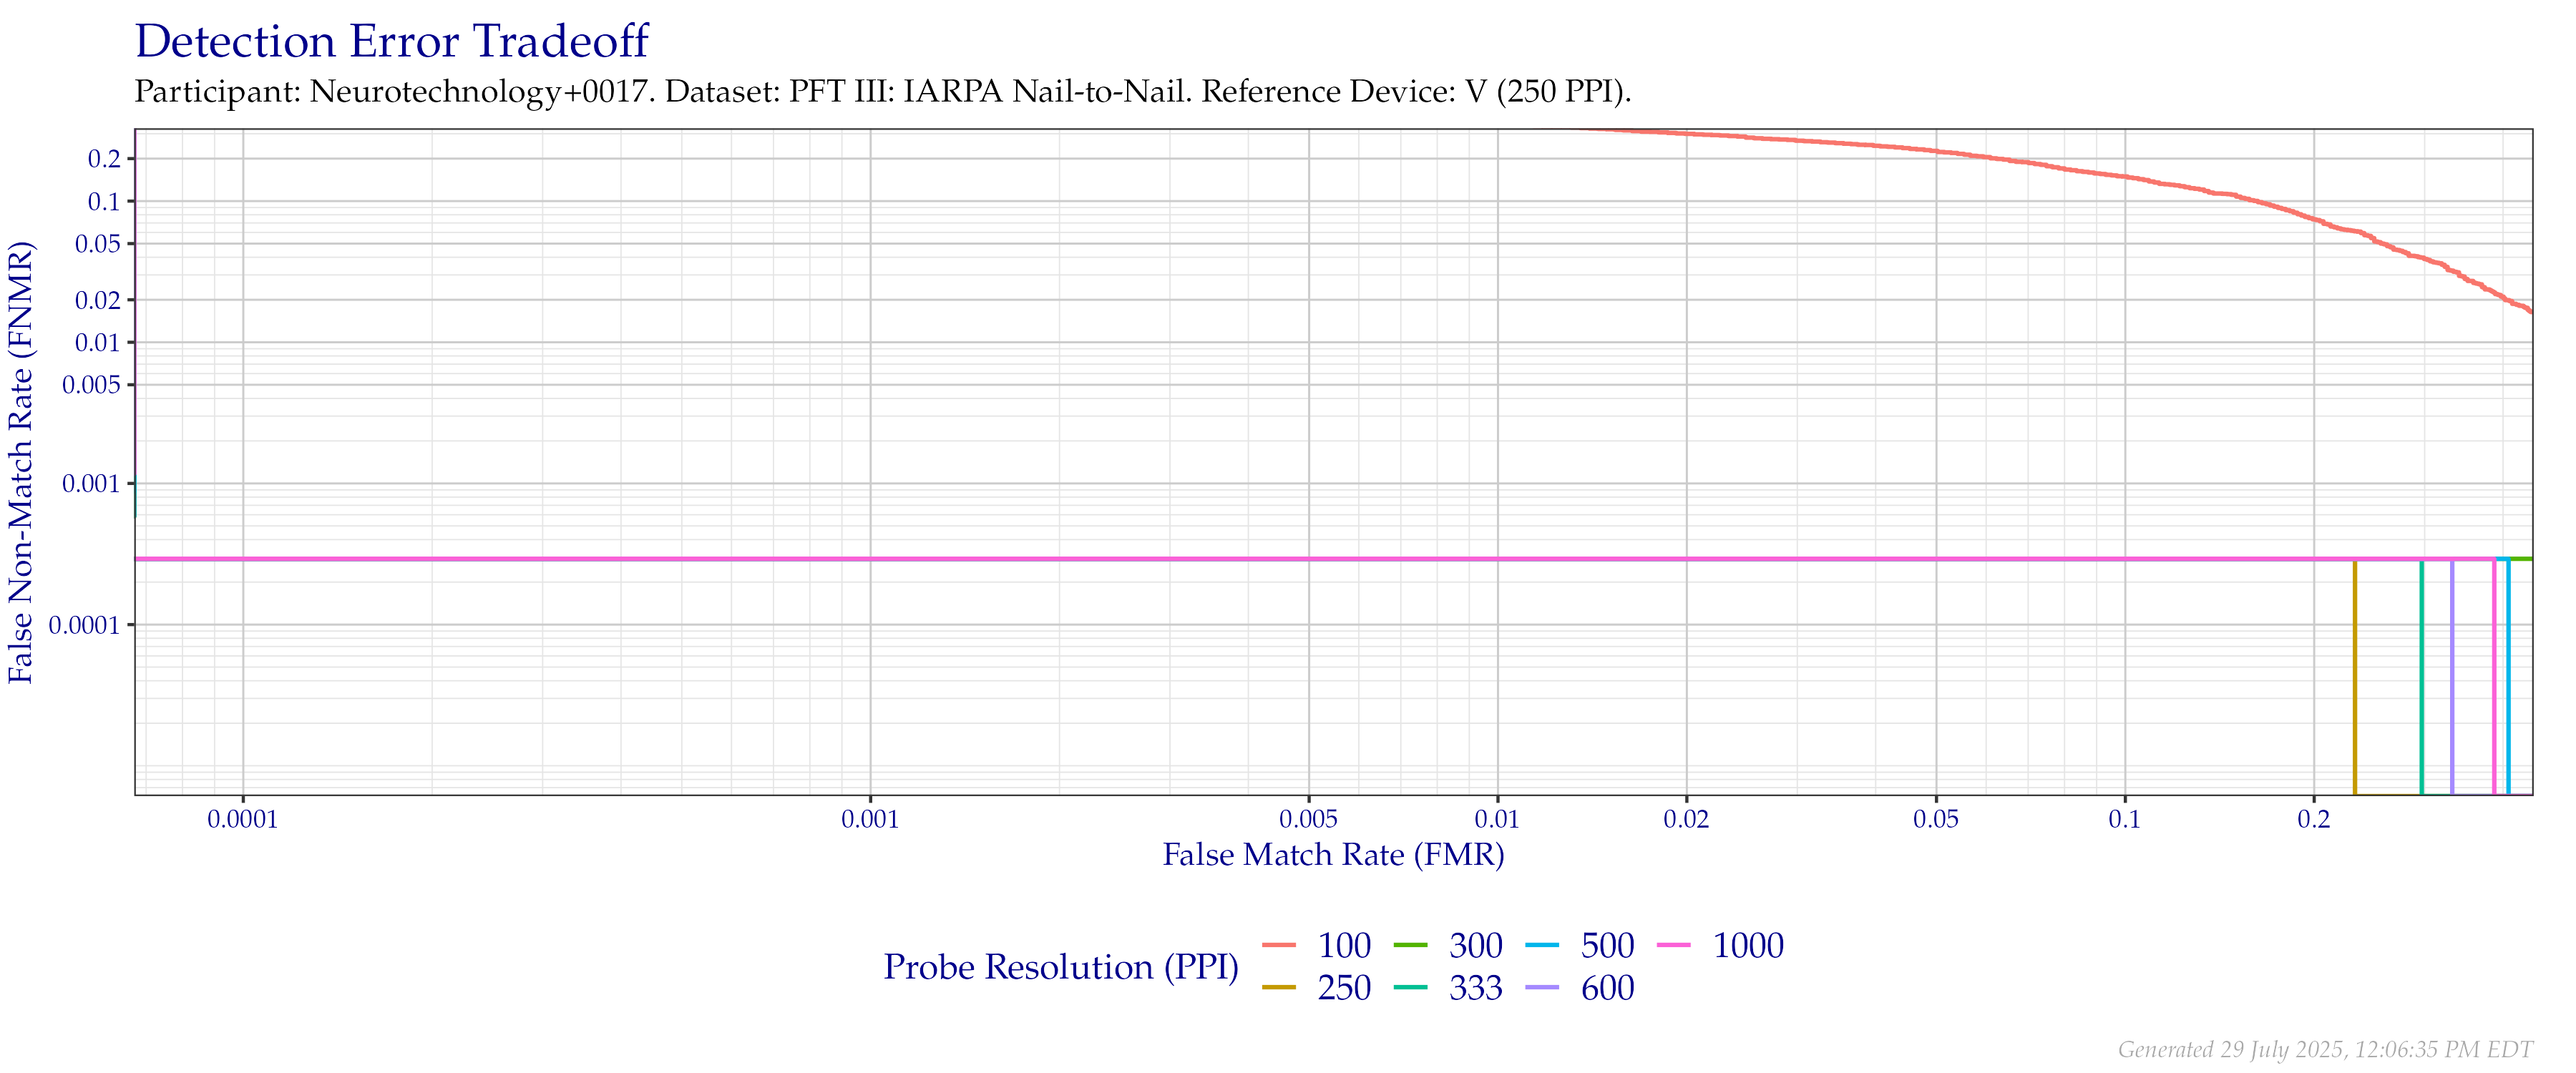 Detection Error Tradeoff
Participant: Neurotechnology+0017. Dataset: PFT III: IARPA Nail-to-Nail. Reference Device: V (250 PPI).
False Non-Match Rate (FNMR)
0.2
0.1
0.05
0.02
0.01
0.005
0.001
0.0001
0.0001 0.001 0.005 0.01 0.02 0.05 0.1 0.2
False Match Rate (FMR)
Probe Resolution (PPI)
100 300 500 1000
250 333 600
Generated 29 July 2025, 12:06:35 PM EDT